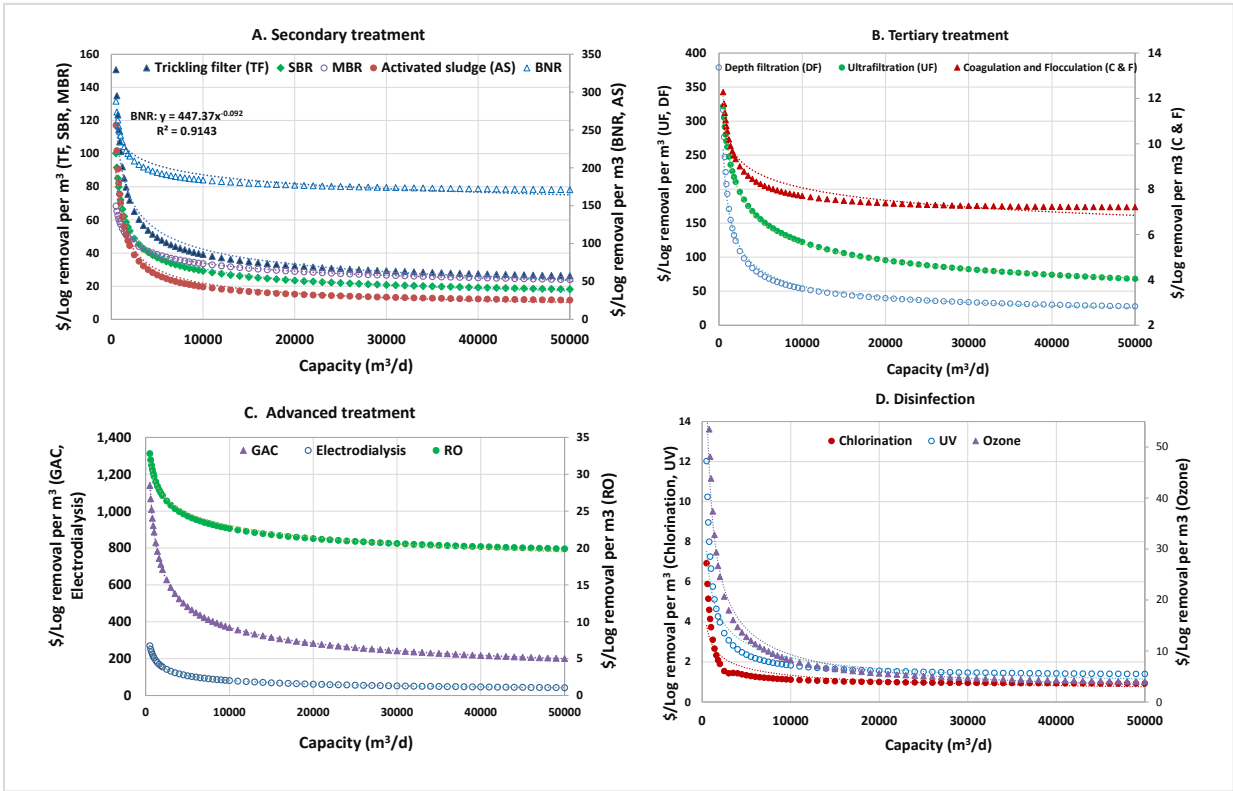 A. Secondary treatment
Trickling filter (TF) SBR MBR Activated sludge (AS) BNR
BNR: y = 447.37x^-0.092
R² = 0.9143
$/Log removal per m³ (TF, SBR, MBR)
160
140
120
100
80
60
40
20
0
350
300
250
200
150
100
50
0
$/Log removal per m3 (BNR, AS)
0 10000 20000 30000 40000 50000
Capacity (m³/d)
B. Tertiary treatment
Depth filtration (DF) Ultrafiltration (UF) Coagulation and Flocculation (C & F)
$/Log removal per m³ (UF, DF)
400
350
300
250
200
150
100
50
0
14
12
10
8
6
4
2
$/Log removal per m³ (C & F)
0 10000 20000 30000 40000 50000
Capacity (m³/d)
C. Advanced treatment
GAC Electrodialysis RO
$/Log removal per m³ (GAC,
Electrodialysis)
1,400
1,200
1,000
800
600
400
200
0
35
30
25
20
15
10
5
0
$/Log removal per m3 (RO)
0 10000 20000 30000 40000 50000
Capacity (m³/d)
D. Disinfection
Chlorination UV Ozone
$/Log removal per m³ (Chlorination, UV)
14
12
10
8
6
4
2
0
50
40
30
20
10
0
$/Log removal per m3 (Ozone)
0 10000 20000 30000 40000 50000
Capacity (m³/d)